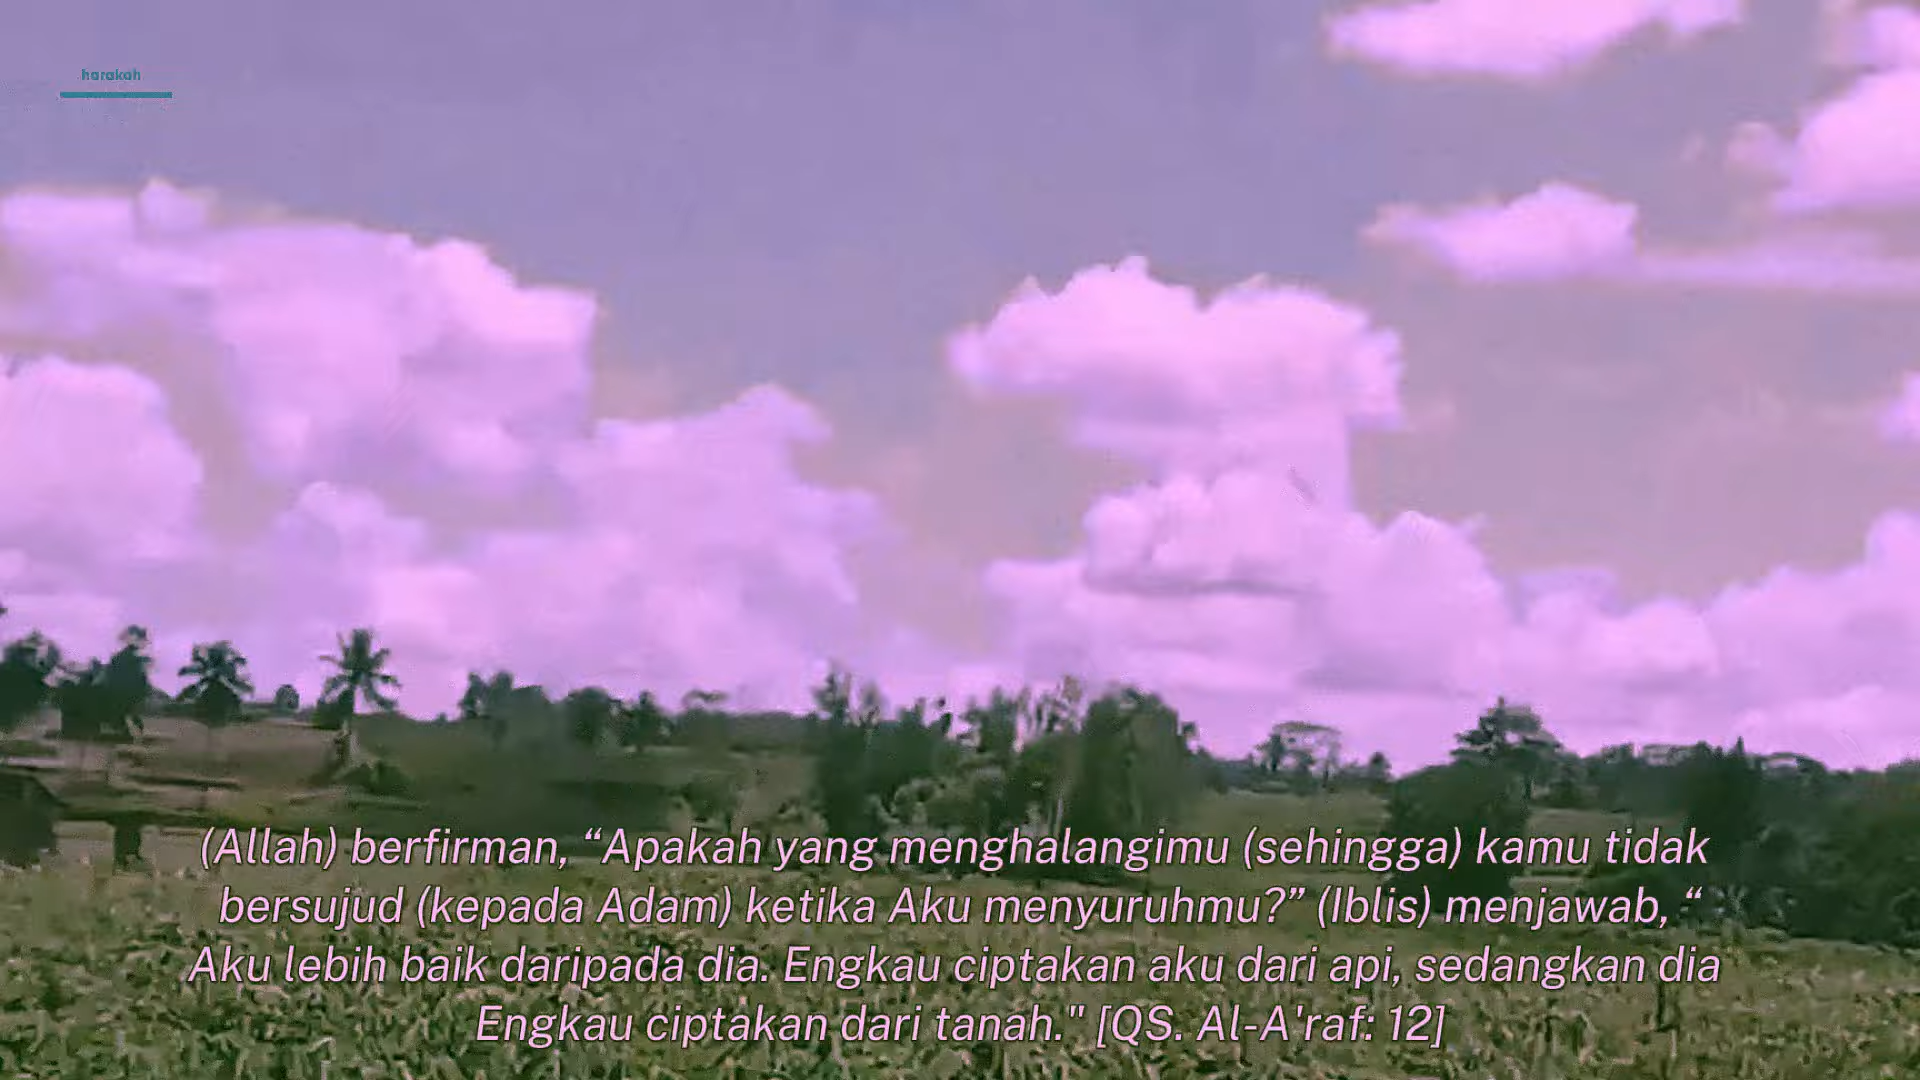 harakah
(Allah) berfirman, “Apakah yang menghalangimu (sehingga) kamu tidak
bersujud (kepada Adam) ketika Aku menyuruhmu?” (Iblis) menjawab, “
Aku lebih baik daripada dia. Engkau ciptakan aku dari api, sedangkan dia
Engkau ciptakan dari tanah." [QS. Al-A'raf: 12]